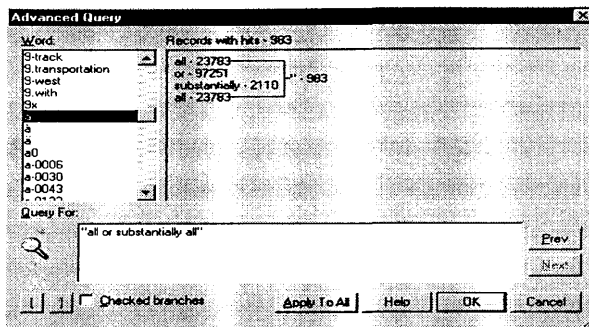 Advanced Query
Word:
Records with hits - 983
9-track
9.transportation
9-west
9.with
9x
à
a
a0
a-0006
a-0030
a-0043
all - 23783
or - 97251
substantially - 2110
all - 23783
"" - 983
Query For:
"all or substantially all"
Prev
Next
[ ]
Checked branches
Apply To All
Help
OK
Cancel